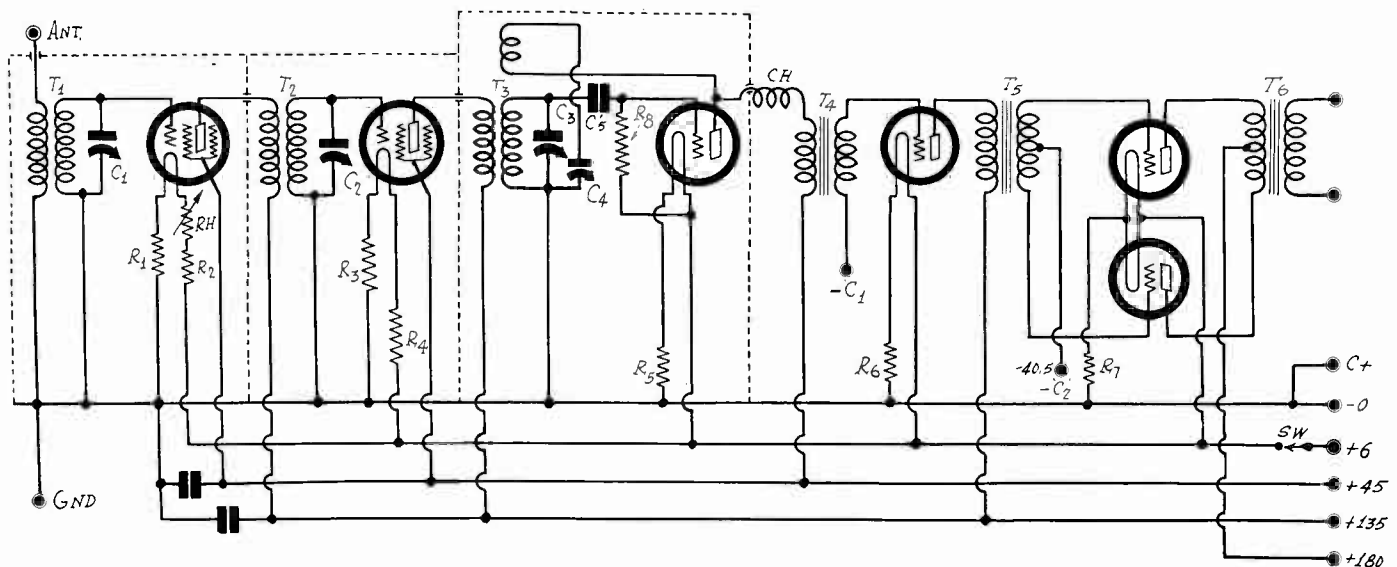 ANT.
T1
C1
RH
R1
R2
GND
T2
C2
R3
R4
T3
C3
C5
R8
C4
R5
CH
T4
-C1
R6
T5
-40.5
-C2
R7
T6
C+
-0
SW
+6
+45
+135
+180